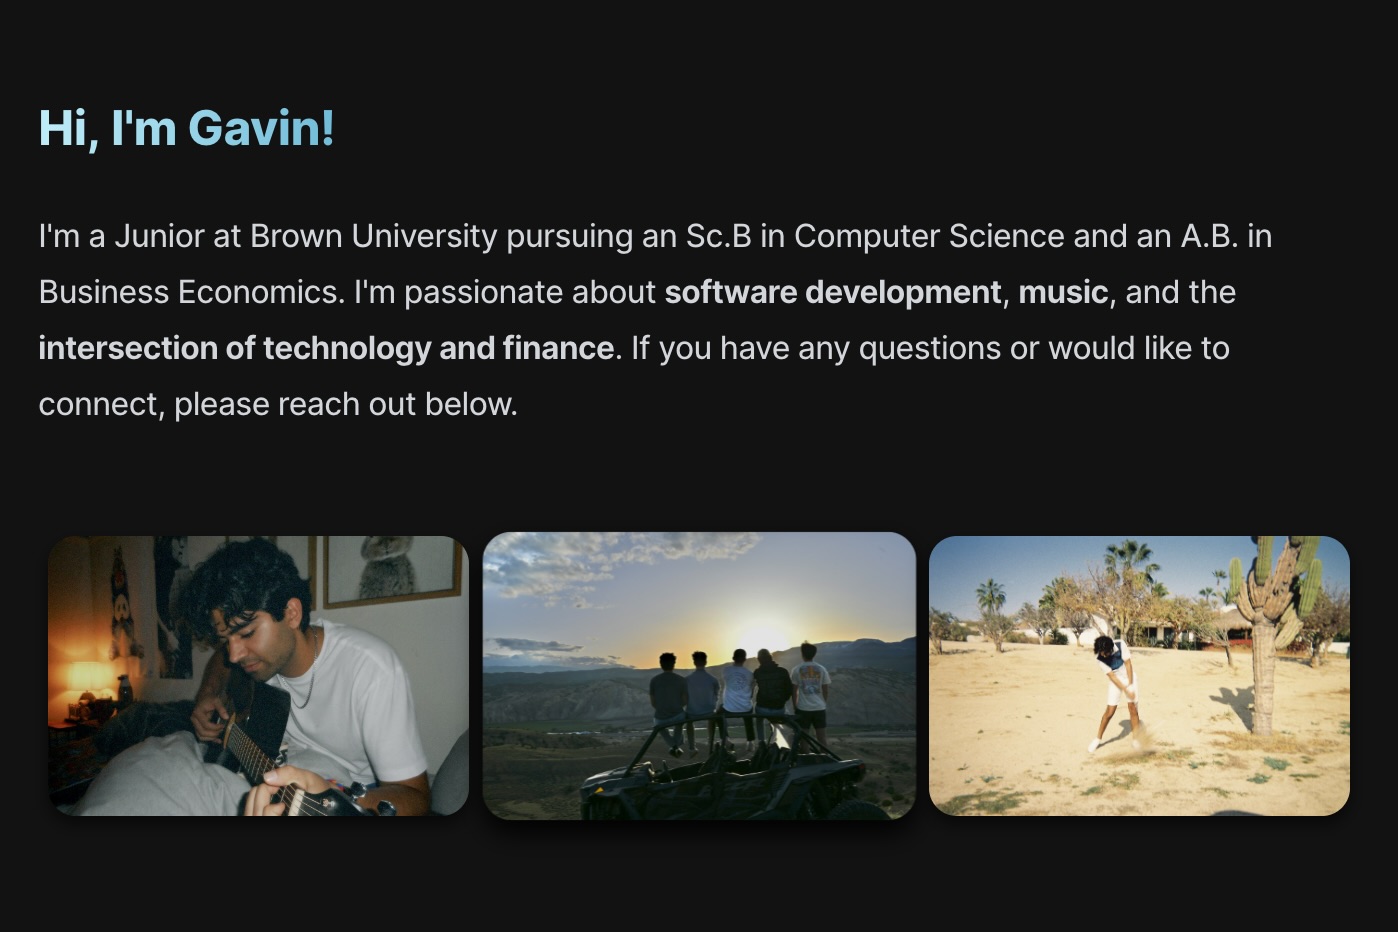 Hi, I'm Gavin!
I'm a Junior at Brown University pursuing an Sc.B in Computer Science and an A.B. in
Business Economics. I'm passionate about software development, music, and the
intersection of technology and finance. If you have any questions or would like to
connect, please reach out below.